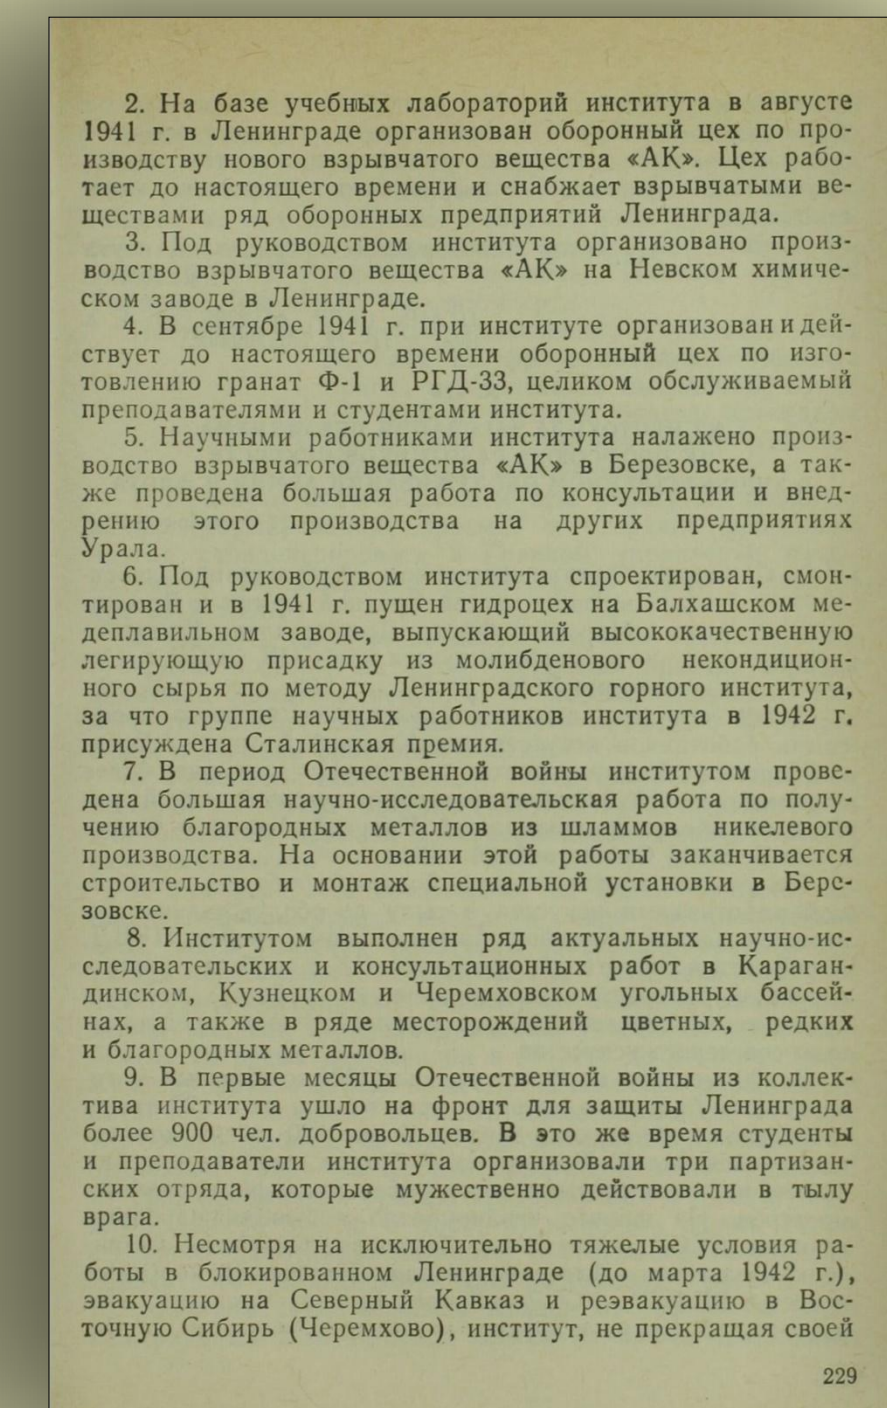 2. На базе учебных лабораторий института в августе
1941 г. в Ленинграде организован оборонный цех по про-
изводству нового взрывчатого вещества «АК». Цех рабо-
тает до настоящего времени и снабжает взрывчатыми ве-
ществами ряд оборонных предприятий Ленинграда.
3. Под руководством института организовано произ-
водство взрывчатого вещества «АК» на Невском химиче-
ском заводе в Ленинграде.
4. В сентябре 1941 г. при институте организован и дей-
ствует до настоящего времени оборонный цех по изго-
товлению гранат Ф-1 и РГД-33, целиком обслуживаемый
преподавателями и студентами института.
5. Научными работниками института налажено произ-
водство взрывчатого вещества «АК» в Березовске, а так-
же проведена большая работа по консультации и внед-
рению этого производства на других предприятиях
Урала.
6. Под руководством института спроектирован, смон-
тирован и в 1941 г. пущен гидроцех на Балхашском ме-
деплавильном заводе, выпускающий высококачественную
легирующую присадку из молибденового некондицион-
ного сырья по методу Ленинградского горного института,
за что группе научных работников института в 1942 г.
присуждена Сталинская премия.
7. В период Отечественной войны институтом прове-
дена большая научно-исследовательская работа по полу-
чению благородных металлов из шламмов никелевого
производства. На основании этой работы заканчивается
строительство и монтаж специальной установки в Бере-
зовске.
8. Институтом выполнен ряд актуальных научно-ис-
следовательских и консультационных работ в Караган-
динском, Кузнецком и Черемховском угольных бассей-
нах, а также в ряде месторождений цветных, редких
и благородных металлов.
9. В первые месяцы Отечественной войны из коллек-
тива института ушло на фронт для защиты Ленинграда
более 900 чел. добровольцев. В это же время студенты
и преподаватели института организовали три партизан-
ских отряда, которые мужественно действовали в тылу
врага.
10. Несмотря на исключительно тяжелые условия ра-
боты в блокированном Ленинграде (до марта 1942 г.),
эвакуацию на Северный Кавказ и реэвакуацию в Вос-
точную Сибирь (Черемхово), институт, не прекращая своей
229